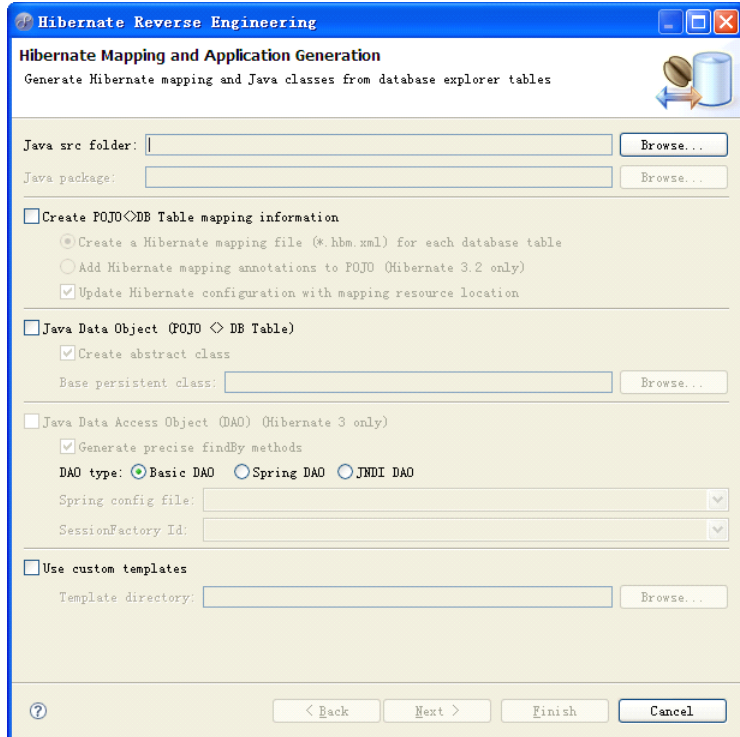 Hibernate Reverse Engineering
Hibernate Mapping and Application Generation
Generate Hibernate mapping and Java classes from database explorer tables
Java src folder: Browse...
Java package: Browse...
Create POJO<>DB Table mapping information
Create a Hibernate mapping file (*.hbm.xml) for each database table
Add Hibernate mapping annotations to POJO (Hibernate 3.2 only)
Update Hibernate configuration with mapping resource location
Java Data Object (POJO <> DB Table)
Create abstract class
Base persistent class: Browse...
Java Data Access Object (DAO) (Hibernate 3 only)
Generate precise findBy methods
DAO type: Basic DAO Spring DAO JNDI DAO
Spring config file:
SessionFactory Id:
Use custom templates
Template directory: Browse...
? < Back Next > Finish Cancel